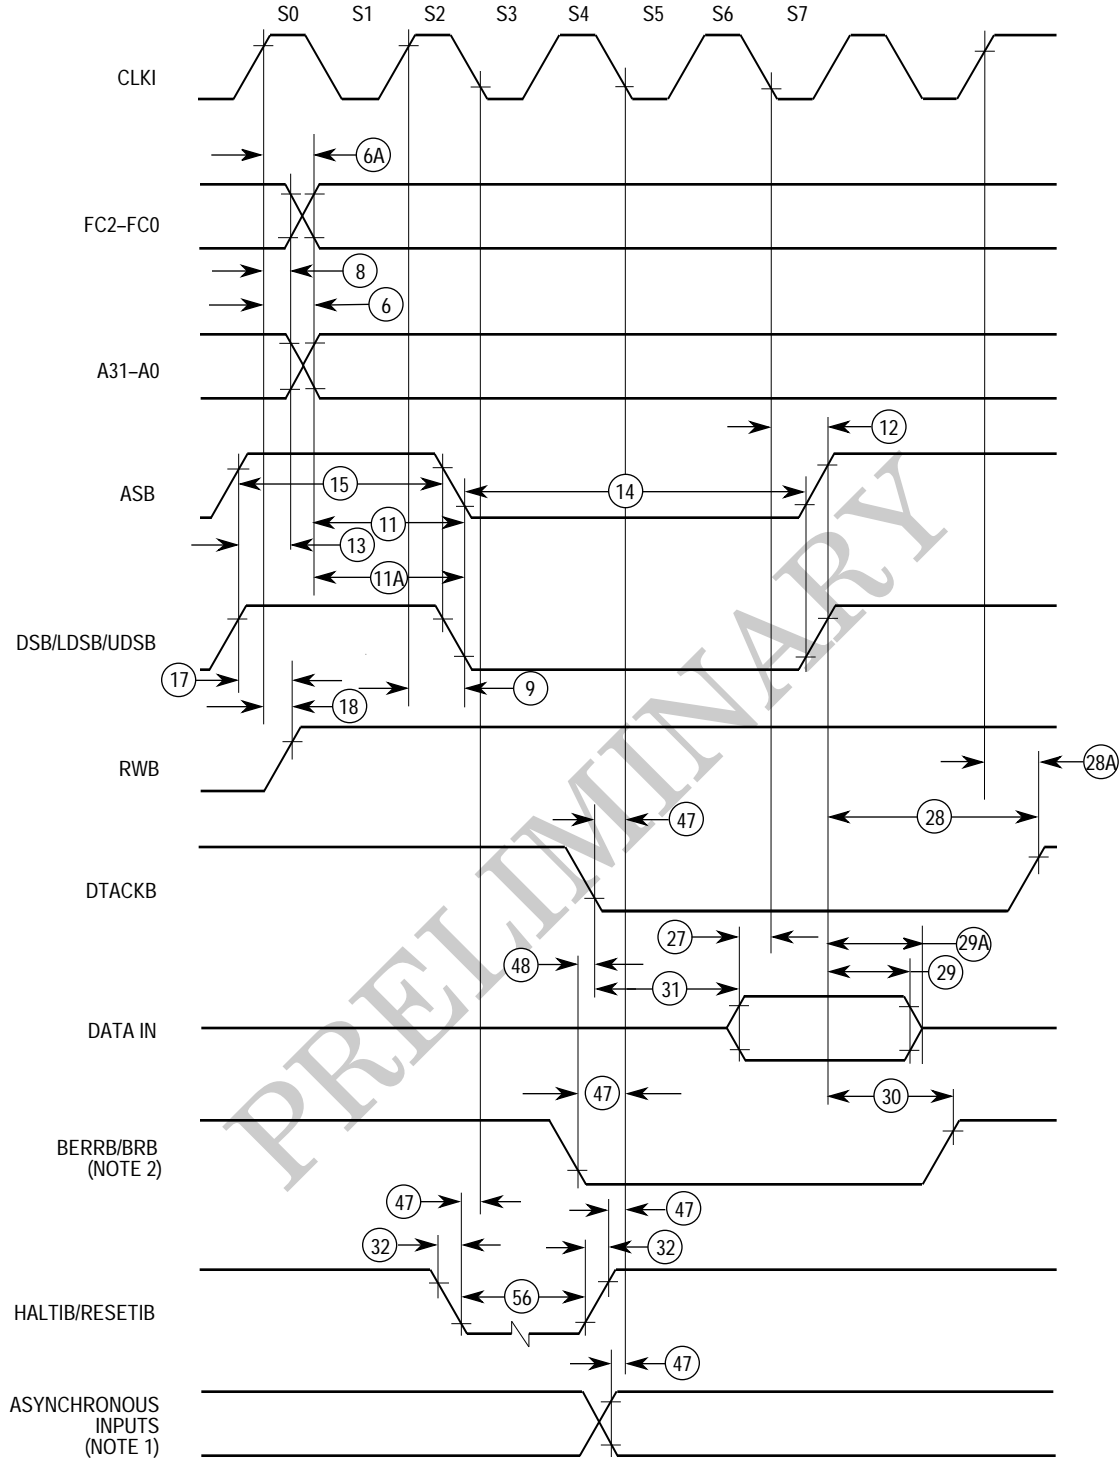 S0 S1 S2 S3 S4 S5 S6 S7
CLKI
6A
FC2–FC0
8
6
A31–A0
12
ASB
15
14
11
13
11A
DSB/LDSB/UDSB
17
9
18
RWB
28A
47
28
DTACKB
27
29A
48
29
31
DATA IN
47
30
BERRB/BRB
(NOTE 2)
47
47
32
32
56
HALTIB/RESETIB
47
ASYNCHRONOUS
INPUTS
(NOTE 1)
PRELIMINARY